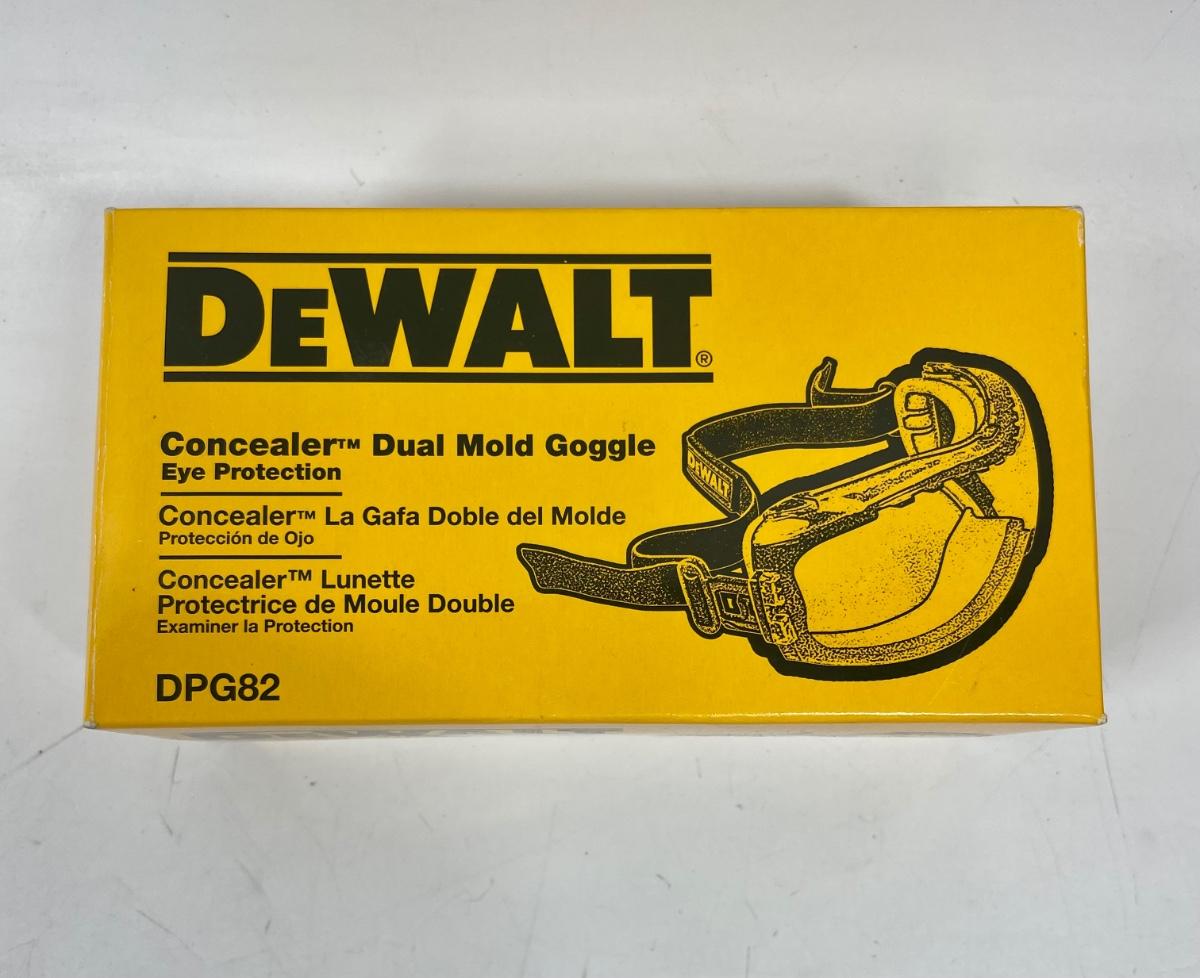 DEWALT®
Concealer™ Dual Mold Goggle
Eye Protection
Concealer™ La Gafa Doble del Molde
Protección de Ojo
Concealer™ Lunette
Protectrice de Moule Double
Examiner la Protection
DPG82
DEWALT